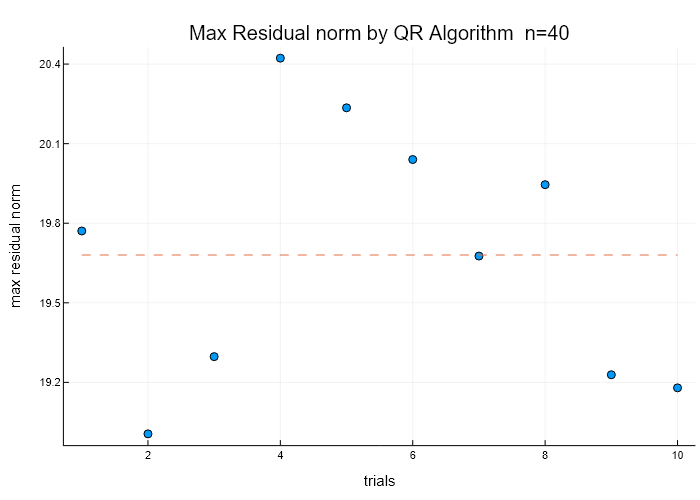 Max Residual norm by QR Algorithm  n=40
20.4
20.1
19.8
19.5
19.2
max residual norm
2 4 6 8 10
trials